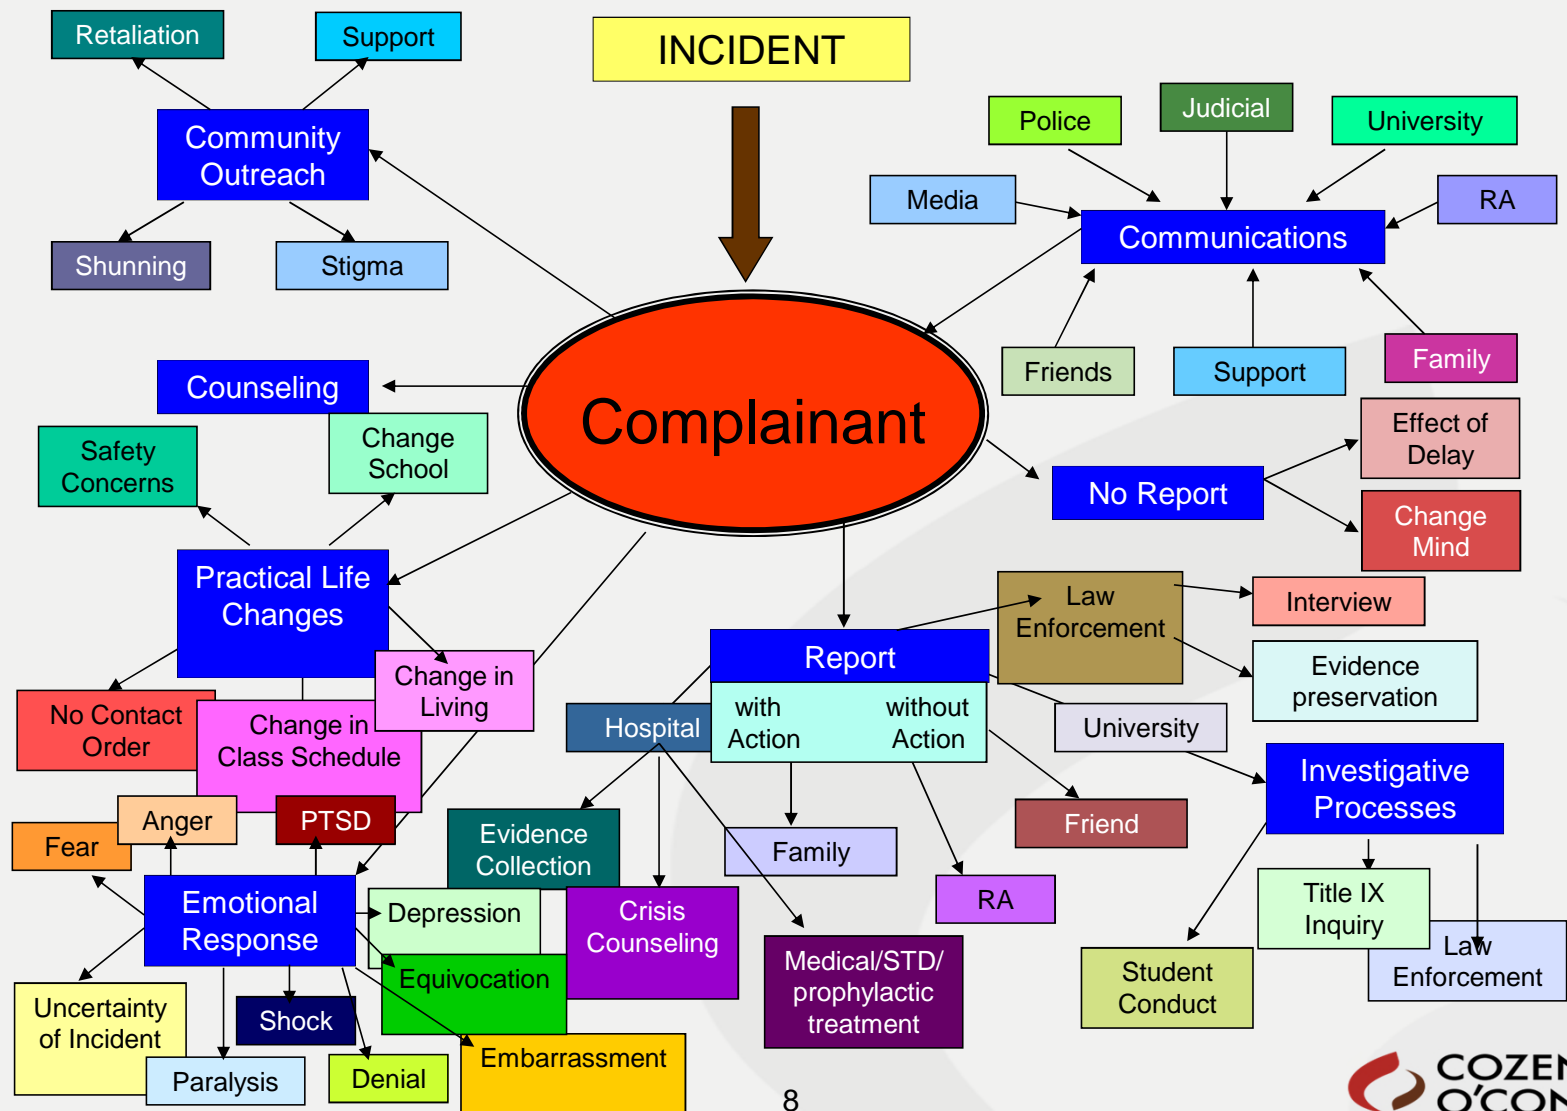 Retaliation
Support
INCIDENT
Community
Outreach
Police
Judicial
University
Media
RA
Communications
Shunning
Stigma
Friends
Support
Family
Counseling
Complainant
Safety
Concerns
Change
School
No Report
Effect of
Delay
Change
Mind
Practical Life
Changes
Law
Enforcement
Interview
Evidence
preservation
Report
with
Action
without
Action
Change in
Living
No Contact
Order
Change in
Class Schedule
Hospital
University
Investigative
Processes
Anger
PTSD
Fear
Evidence
Collection
Family
Friend
RA
Emotional
Response
Depression
Crisis
Counseling
Title IX
Inquiry
Law
Enforcement
Equivocation
Medical/STD/
prophylactic
treatment
Student
Conduct
Uncertainty
of Incident
Shock
Embarrassment
Paralysis
Denial
8
COZEN
O'CON